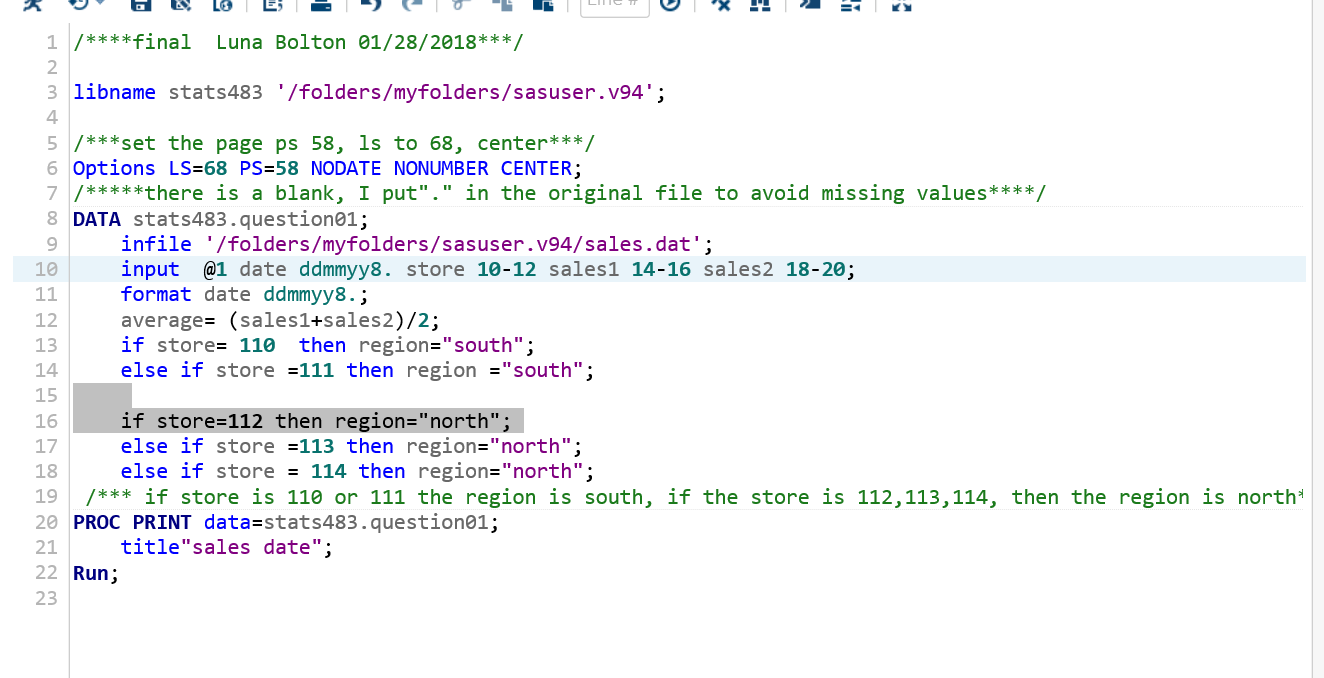 Line #
1 /****final  Luna Bolton 01/28/2018***/
2
3 libname stats483 '/folders/myfolders/sasuser.v94';
4
5 /***set the page ps 58, ls to 68, center***/
6 Options LS=68 PS=58 NODATE NONUMBER CENTER;
7 /*****there is a blank, I put"." in the original file to avoid missing values****/
8 DATA stats483.question01;
9     infile '/folders/myfolders/sasuser.v94/sales.dat';
10     input  @1 date ddmmyy8. store 10-12 sales1 14-16 sales2 18-20;
11     format date ddmmyy8.;
12     average= (sales1+sales2)/2;
13     if store= 110  then region="south";
14     else if store =111 then region ="south";
15
16     if store=112 then region="north";
17     else if store =113 then region="north";
18     else if store = 114 then region="north";
19  /*** if store is 110 or 111 the region is south, if the store is 112,113,114, then the region is north*
20 PROC PRINT data=stats483.question01;
21     title"sales date";
22 Run;
23